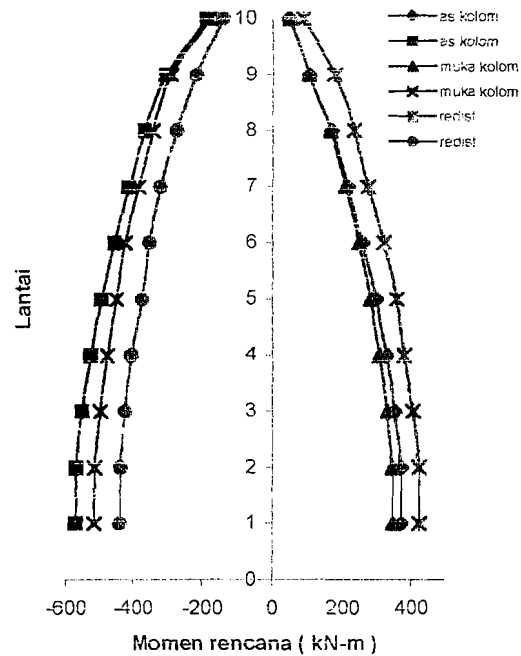 10
9
8
7
6
5
4
3
2
1
0
Lantai
-600 -400 -200 0 200 400
Momen rencana ( kN-m )
as kolom
as kolom
muka kolom
muka kolom
redist
redist